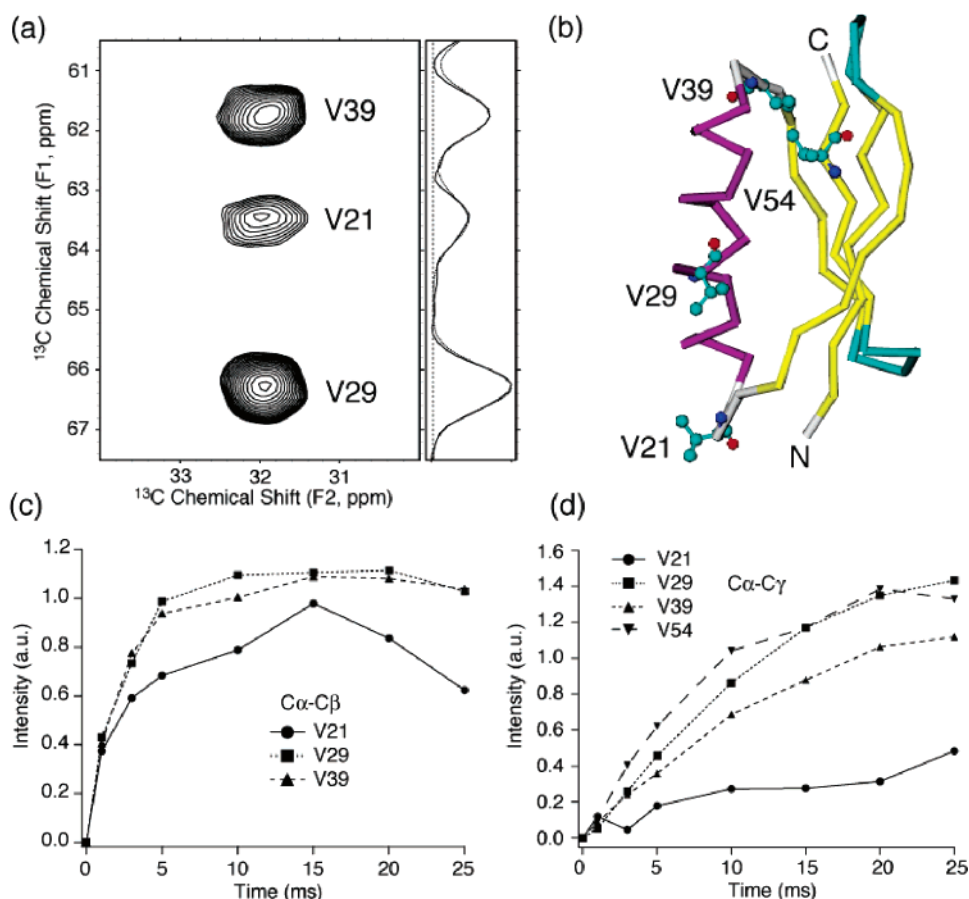 (a)
61
62
63
64
65
66
67
¹³C Chemical Shift (F1, ppm)
V39
V21
V29
33
32
31
¹³C Chemical Shift (F2, ppm)
(b)
C
V39
V54
V29
V21
N
(c)
1.2
1.0
0.8
0.6
0.4
0.2
0.0
Intensity (a.u.)
Cα-Cβ
V21
V29
V39
0
5
10
15
20
25
Time (ms)
(d)
1.6
1.4
1.2
1.0
0.8
0.6
0.4
0.2
0.0
Intensity (a.u.)
V21
V29
V39
V54
Cα-Cγ
0
5
10
15
20
25
Time (ms)